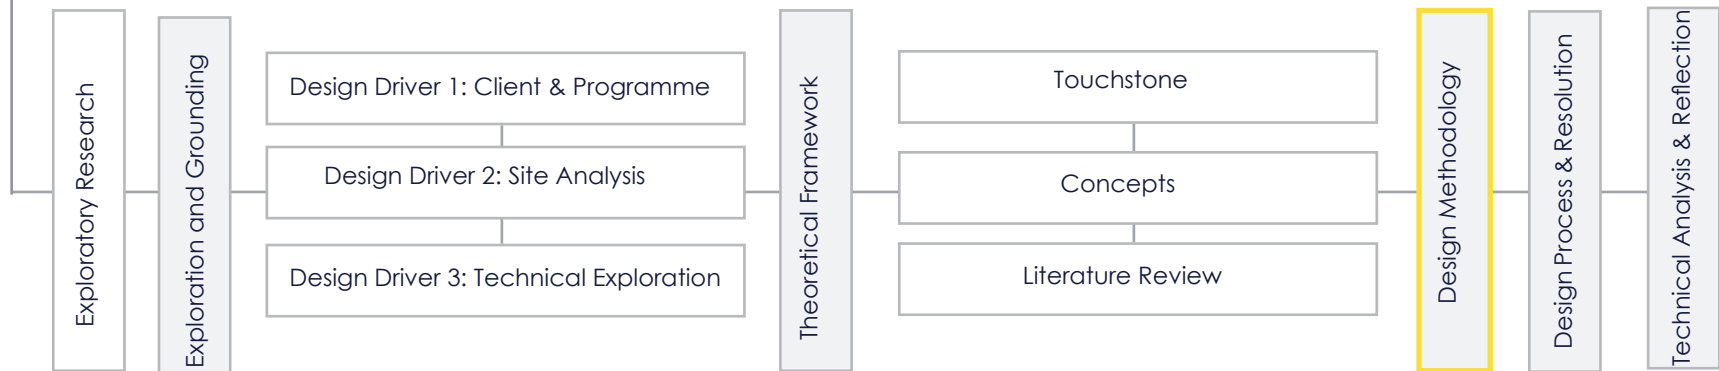 Exploratory Research
Exploration and Grounding
Design Driver 1: Client & Programme
Design Driver 2: Site Analysis
Design Driver 3: Technical Exploration
Theoretical Framework
Touchstone
Concepts
Literature Review
Design Methodology
Design Process & Resolution
Technical Analysis & Reflection